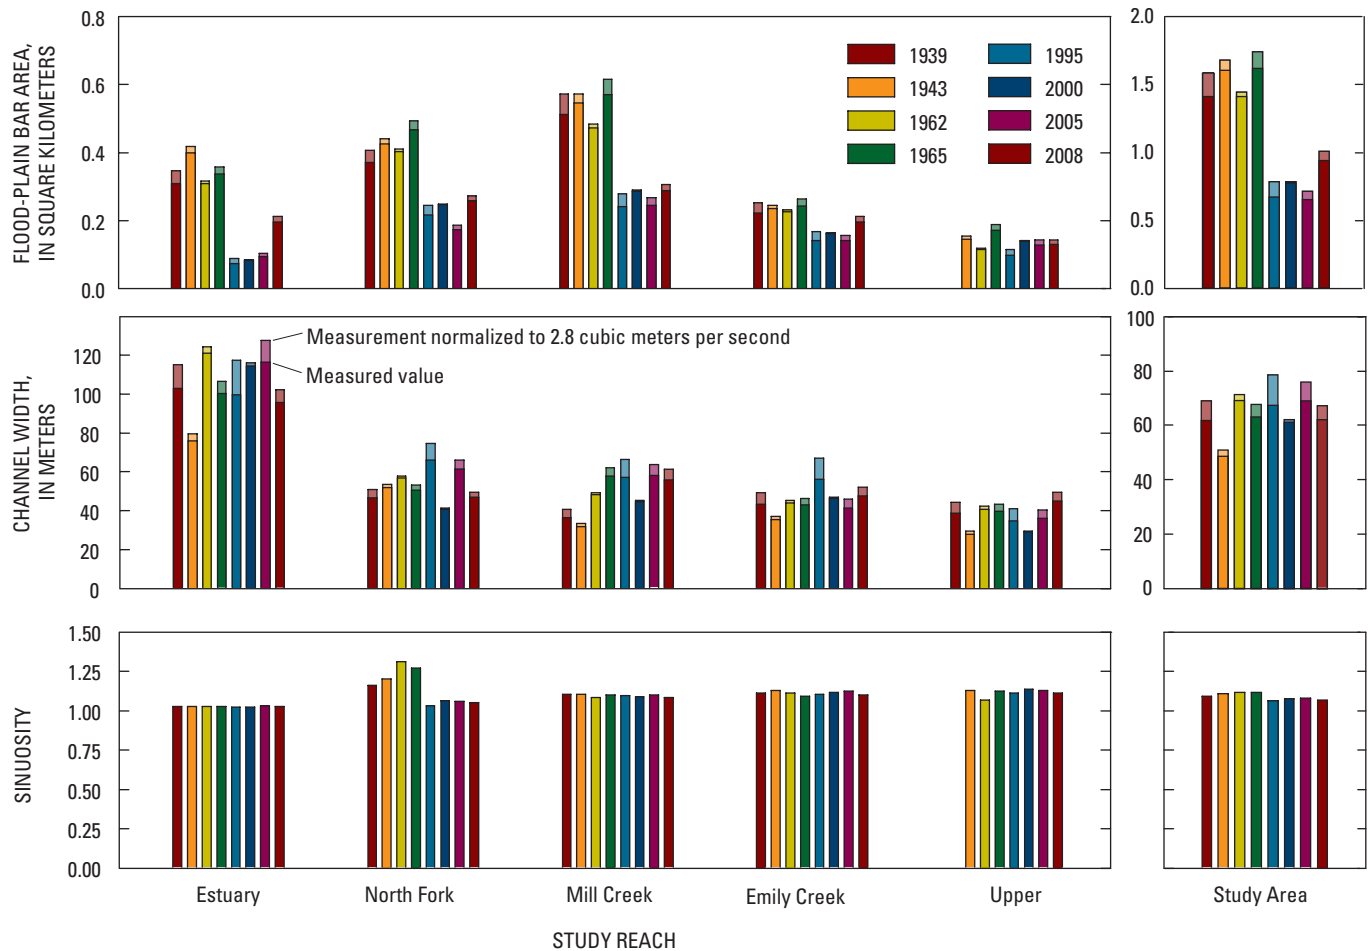 FLOOD-PLAIN BAR AREA,
IN SQUARE KILOMETERS
0.8
0.6
0.4
0.2
0.0
1939
1943
1962
1965
1995
2000
2005
2008
2.0
1.5
1.0
0.5
0.0
CHANNEL WIDTH,
IN METERS
120
100
80
60
40
20
0
Measurement normalized to 2.8 cubic meters per second
Measured value
100
80
60
40
20
0
SINUOSITY
1.50
1.25
1.00
0.75
0.50
0.25
0.00
Estuary
North Fork
Mill Creek
Emily Creek
Upper
Study Area
STUDY REACH